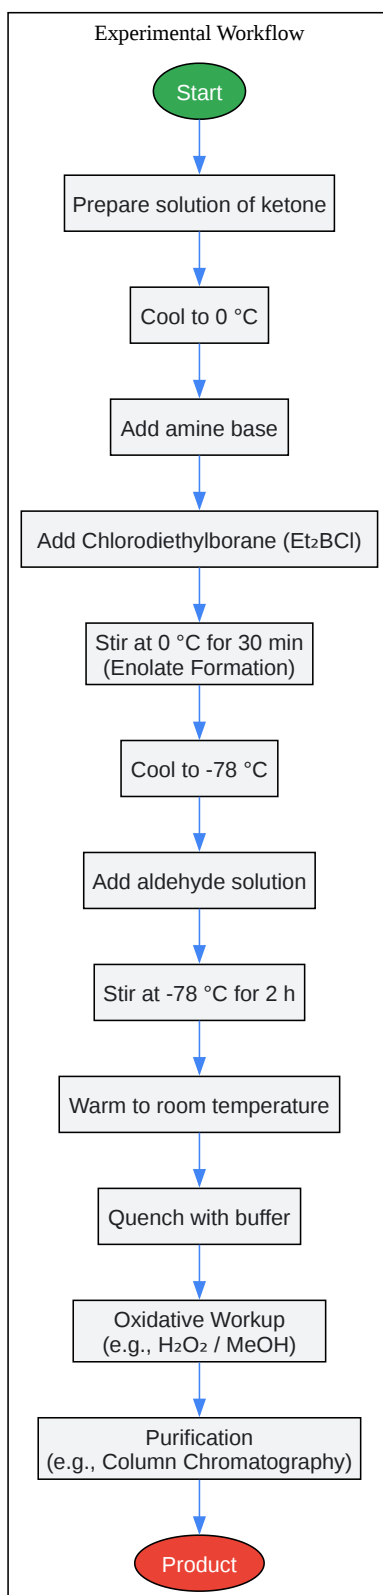 Experimental Workflow
Start
Prepare solution of ketone
Cool to 0 °C
Add amine base
Add Chlorodiethylborane (Et₂BCl)
Stir at 0 °C for 30 min
(Enolate Formation)
Cool to -78 °C
Add aldehyde solution
Stir at -78 °C for 2 h
Warm to room temperature
Quench with buffer
Oxidative Workup
(e.g., H₂O₂ / MeOH)
Purification
(e.g., Column Chromatography)
Product